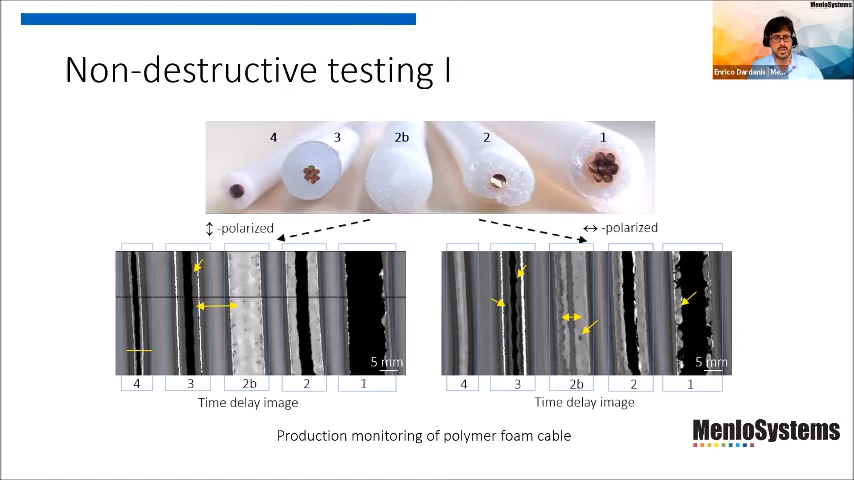 MenloSystems
Enrico Dardanis | Me...
Non-destructive testing I
4 3 2b 2 1
↕ -polarized
↔ -polarized
5 mm
5 mm
4 3 2b 2 1
4 3 2b 2 1
Time delay image
Time delay image
Production monitoring of polymer foam cable
MenloSystems